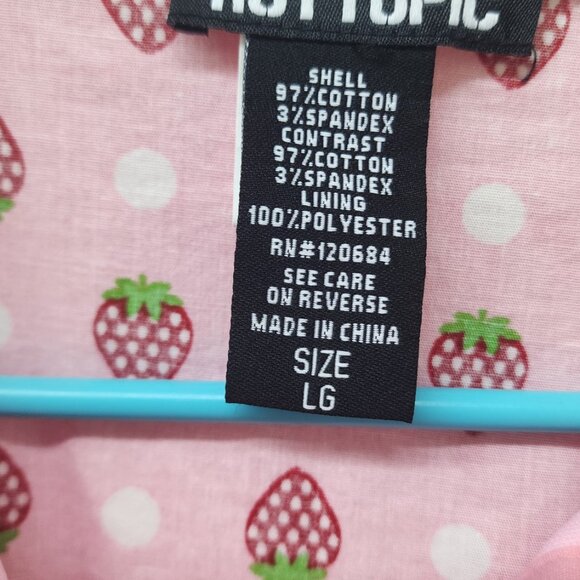 HOT TOPIC
SHELL
97%COTTON
3%SPANDEX
CONTRAST
97%COTTON
3%SPANDEX
LINING
100%POLYESTER
RN#120684
SEE CARE
ON REVERSE
MADE IN CHINA
SIZE
LG